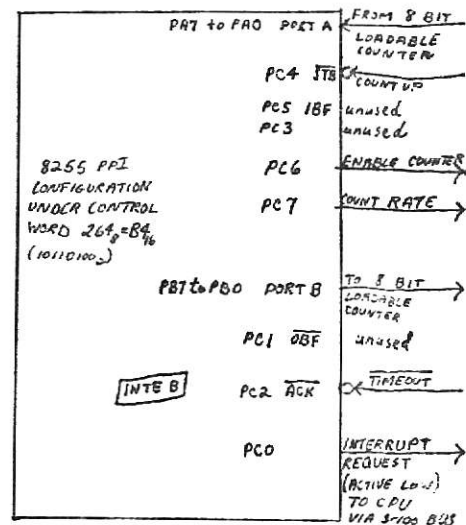 PA7 to PA0 PORT A
FROM 8 BIT
LOADABLE
COUNTER
PC4 STB
COUNT UP
PC5 IBF unused
PC3 unused
8255 PPI
CONFIGURATION
UNDER CONTROL
WORD 264₈=B4₁₆
(10110100₂)
PC6 ENABLE COUNTER
PC7 COUNT RATE
PB7 to PB0 PORT B
TO 8 BIT
LOADABLE
COUNTER
PC1 OBF unused
INTE B
PC2 ACK TIMEOUT
PC0
INTERRUPT
REQUEST
(ACTIVE LOW)
TO CPU
VIA S-100 BUS